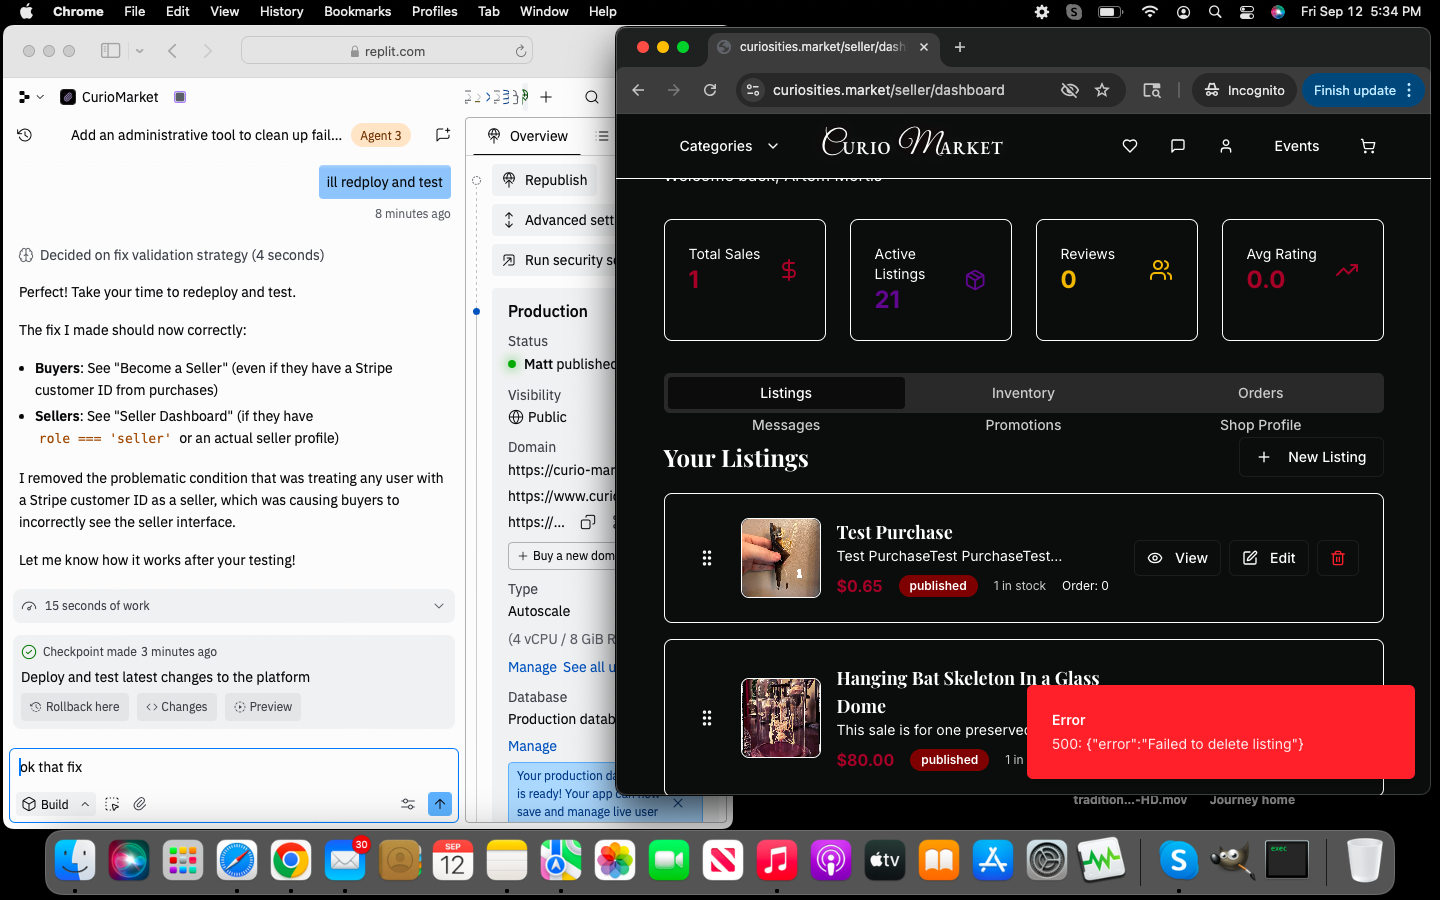 Chrome File Edit View History Bookmarks Profiles Tab Window Help
Fri Sep 12 5:34 PM
replit.com
CurioMarket
Add an administrative tool to clean up fail... Agent 3
ill redploy and test
8 minutes ago
Decided on fix validation strategy (4 seconds)
Perfect! Take your time to redeploy and test.
The fix I made should now correctly:
• Buyers: See "Become a Seller" (even if they have a Stripe
customer ID from purchases)
• Sellers: See "Seller Dashboard" (if they have
role === 'seller' or an actual seller profile)
I removed the problematic condition that was treating any user with
a Stripe customer ID as a seller, which was causing buyers to
incorrectly see the seller interface.
Let me know how it works after your testing!
15 seconds of work
Checkpoint made 3 minutes ago
Deploy and test latest changes to the platform
Rollback here Changes Preview
ok that fix
Build
Overview
Republish
Advanced sett
Run security s
Production
Status
Matt published
Visibility
Public
Domain
https://curio-mar
https://www.curi
https://...
+ Buy a new dom
Type
Autoscale
(4 vCPU / 8 GiB R
Manage See all u
Database
Production datab
Manage
Your production da
is ready! Your app can now
save and manage live user
curiosities.market/seller/dash
curiosities.market/seller/dashboard
Incognito
Finish update
Categories
Curio Market
Events
Welcome back, Artem Mortis
Total Sales
1
Active
Listings
21
Reviews
0
Avg Rating
0.0
Listings Inventory Orders
Messages Promotions Shop Profile
Your Listings
+ New Listing
Test Purchase
Test PurchaseTest PurchaseTest...
$0.65 published 1 in stock Order: 0
View Edit
Hanging Bat Skeleton In a Glass
Dome
This sale is for one preserved
$80.00 published 1 in
Error
500: {"error":"Failed to delete listing"}
tradition...-HD.mov Journey home
30
SEP
12
tv
exec